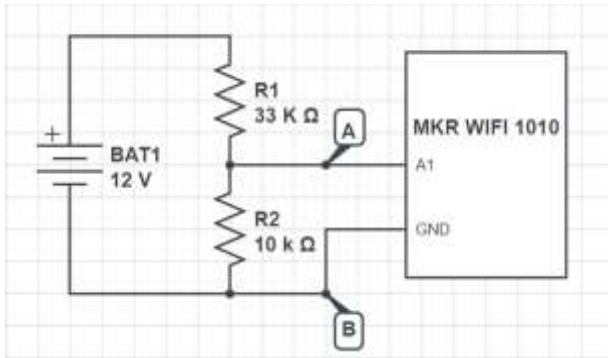 R1
33 K Ω
A
MKR WIFI 1010
+
BAT1
12 V
A1
R2
10 k Ω
GND
B